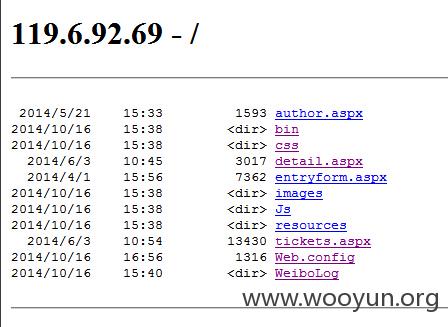 119.6.92.69 - /
2014/5/21 15:33 1593 author.aspx
2014/10/16 15:38 <dir> bin
2014/10/16 15:38 <dir> css
2014/6/3 10:45 3017 detail.aspx
2014/4/1 15:56 7362 entryform.aspx
2014/10/16 15:38 <dir> images
2014/10/16 15:38 <dir> Js
2014/10/16 15:38 <dir> resources
2014/6/3 10:54 13430 tickets.aspx
2014/10/16 16:56 1316 Web.config
2014/10/16 15:40 <dir> WeiboLog
www.wooyun.org